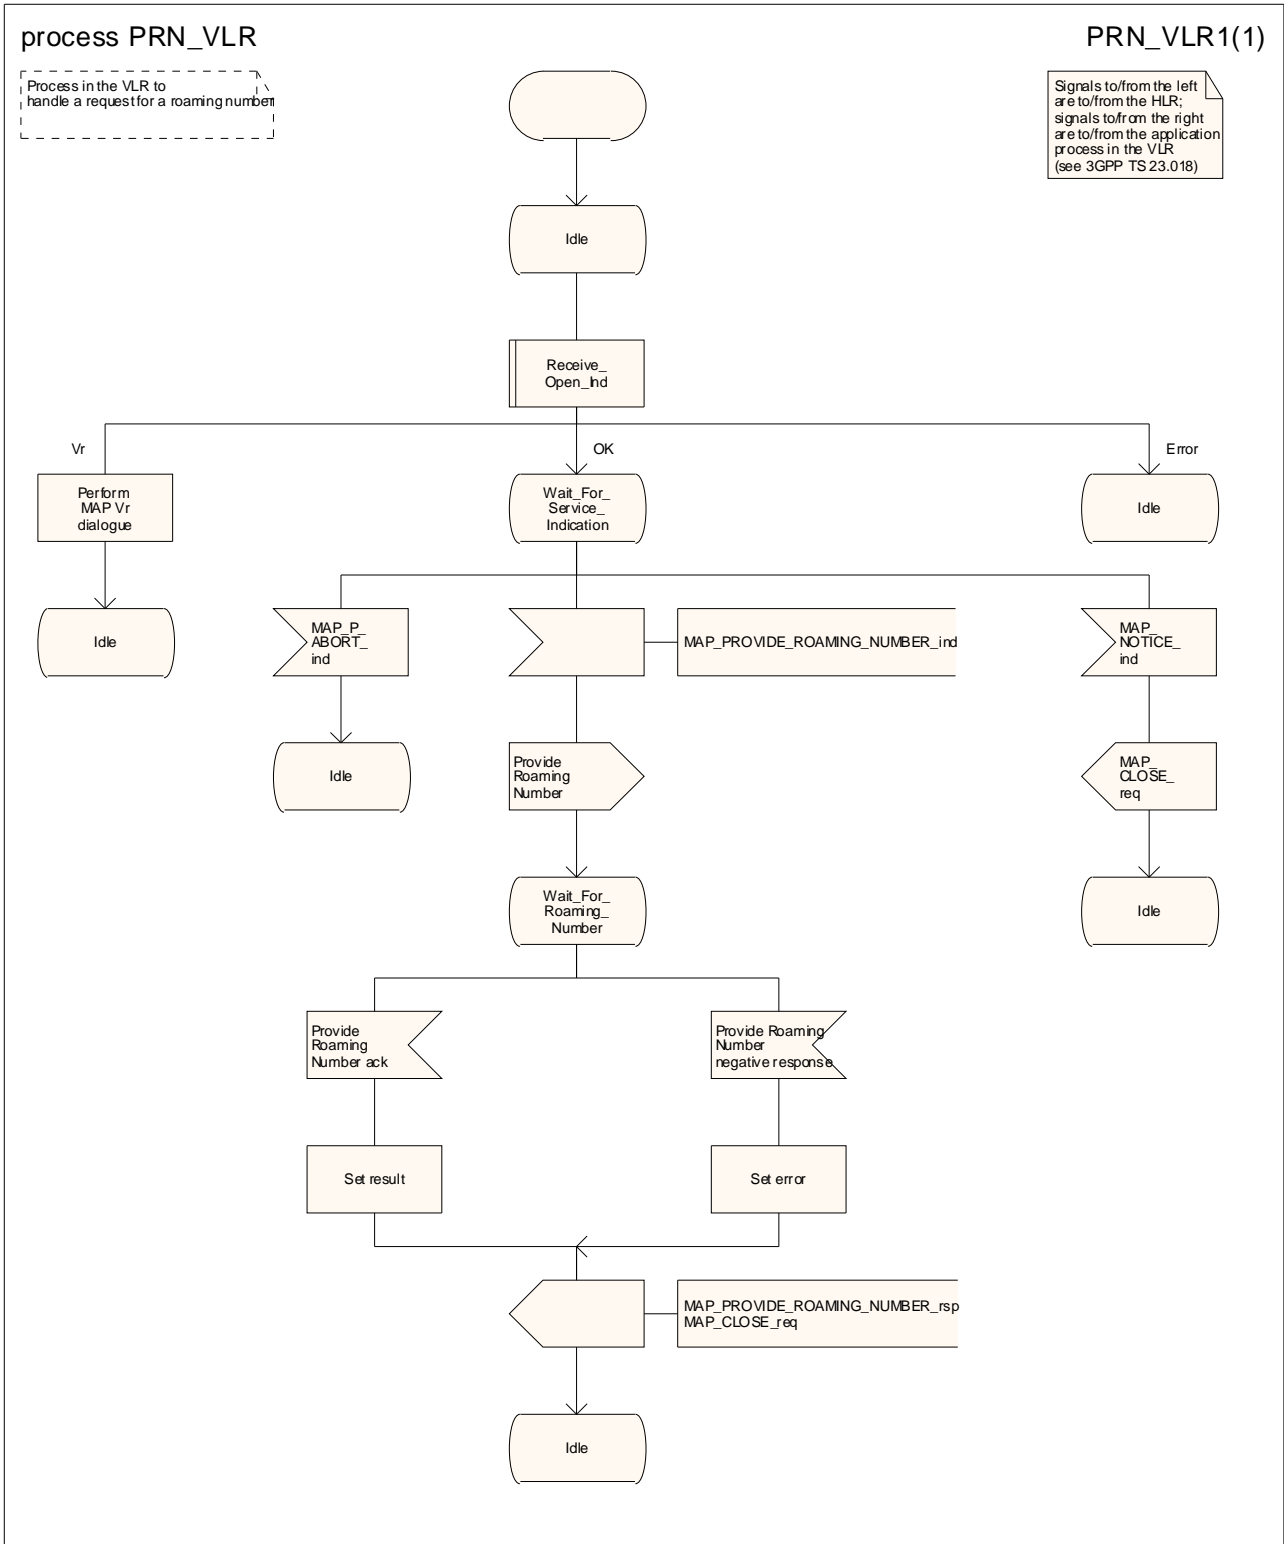 process PRN_VLR
PRN_VLR1(1)
Process in the VLR to
handle a request for a roaming number
Signals to/from the left
are to/from the HLR;
signals to/from the right
are to/from the application
process in the VLR
(see 3GPP TS 23.018)
Idle
Receive_
Open_Ind
Vr
OK
Error
Perform
MAP Vr
dialogue
Wait_For_
Service_
Indication
Idle
Idle
MAP_P_
ABORT_
ind
MAP_PROVIDE_ROAMING_NUMBER_ind
MAP_
NOTICE_
ind
Idle
Provide
Roaming
Number
MAP_
CLOSE_
req
Wait_For_
Roaming_
Number
Idle
Provide
Roaming
Number ack
Provide Roaming
Number
negative response
Set result
Set error
MAP_PROVIDE_ROAMING_NUMBER_rsp
MAP_CLOSE_req
Idle